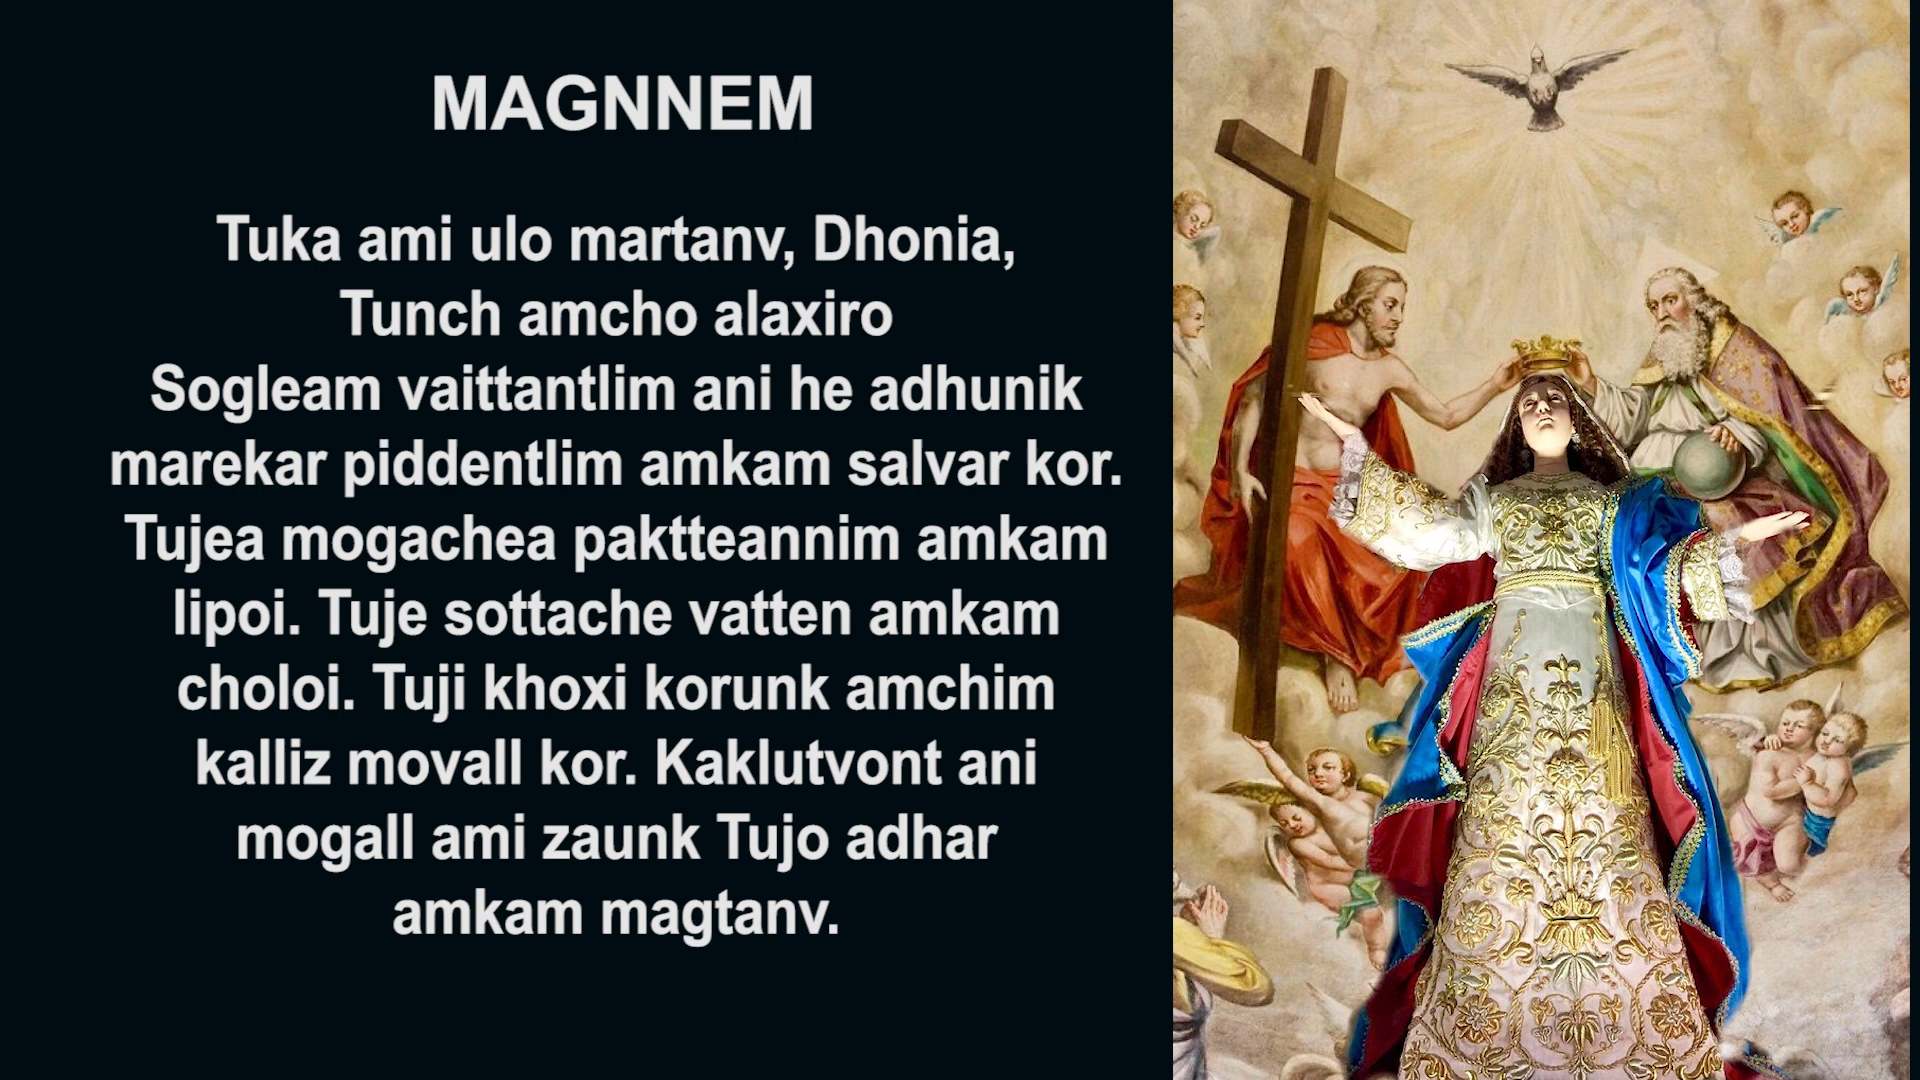 MAGNNEM
Tuka ami ulo martanv, Dhonia,
Tunch amcho alaxiro
Sogleam vaittantlim ani he adhunik
marekar piddentlim amkam salvar kor.
Tujea mogachea paktteannim amkam
lipoi. Tuje sottache vatten amkam
choloi. Tuji khoxi korunk amchim
kalliz movall kor. Kaklutvont ani
mogall ami zaunk Tujo adhar
amkam magtanv.